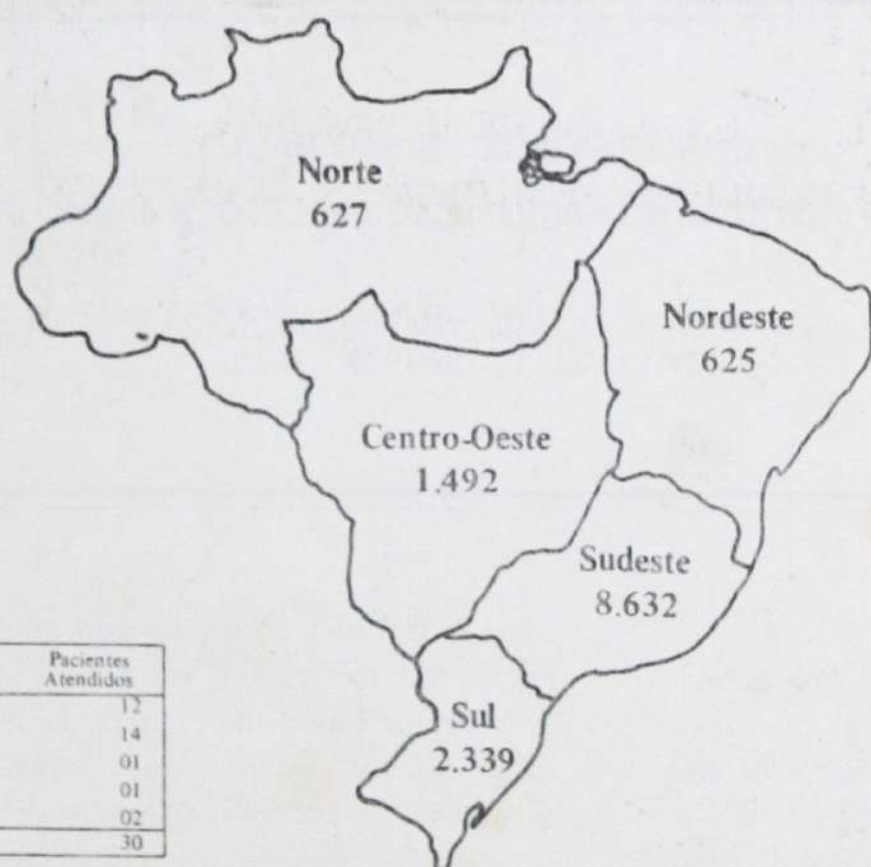 Norte
627
Nordeste
625
Centro-Oeste
1.492
Sudeste
8.632
Sul
2.339
Pacientes
Atendidos
12
14
01
01
02
30